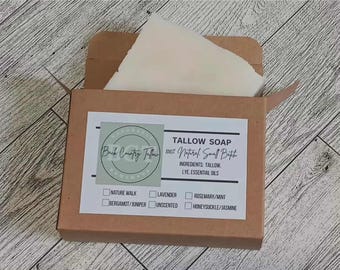 Back Country Tallow
TALLOW SOAP
100% Natural Small Batch
INGREDIENTS: TALLOW,
LYE, ESSENTIAL OILS
NATURE WALK
LAVENDER
ROSEMARY/MINT
BERGAMOT/JUNIPER
UNSCENTED
HONEYSUCKLE/JASMINE